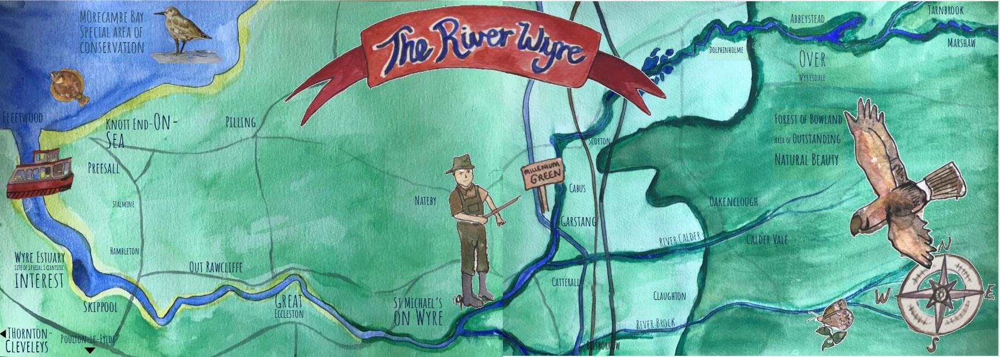 MORECAMBE BAY
SPECIAL AREA OF
CONSERVATION
The River Wyre
TARNBROOK
ABBEYSTEAD
MARSHAW
DOLPHINHOLME
OVER
WYRESDALE
FLEETWOOD
KNOTT END-ON-
SEA
PILLING
FOREST OF BOWLAND
AREA OF OUTSTANDING
NATURAL BEAUTY
SCORTON
PREESALL
MILLENIUM
GREEN
CABUS
STALMINE
NATEBY
OAKENCLOUGH
GARSTANG
RIVER CALDER
CALDER VALE
HAMBLETON
WYRE ESTUARY
SITE OF SPECIAL SCIENTIFIC
INTEREST
OUT RAWCLIFFE
CATTERALL
CLAUGHTON
SKIPPOOL
GREAT
ECCLESTON
ST MICHAEL'S
ON WYRE
RIVER BROCK
THORNTON-
CLEVELEYS
POULTON-LE-FYLDE
BILSBORROW
N
W
E
S